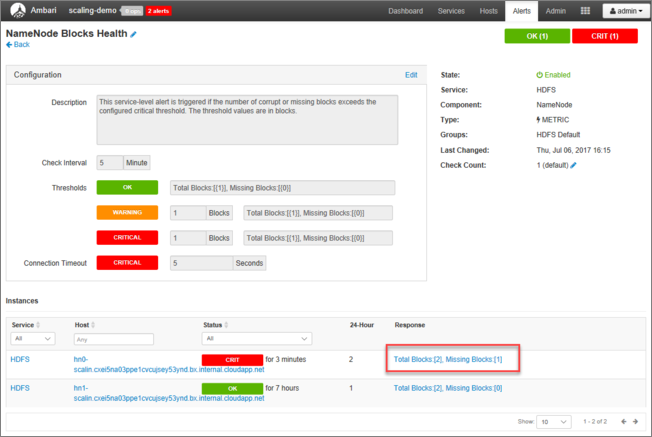 Ambari scaling-demo 0 ops 2 alerts Dashboard Services Hosts Alerts Admin admin
NameNode Blocks Health
Back
OK (1) CRIT (1)
Configuration Edit
Description
This service-level alert is triggered if the number of corrupt or missing blocks exceeds the
configured critical threshold. The threshold values are in blocks.
Check Interval 5 Minute
Thresholds OK Total Blocks:[{1}], Missing Blocks:[{0}]
WARNING 1 Blocks Total Blocks:[{1}], Missing Blocks:[{0}]
CRITICAL 1 Blocks Total Blocks:[{1}], Missing Blocks:[{0}]
Connection Timeout CRITICAL 5 Seconds
State: Enabled
Service: HDFS
Component: NameNode
Type: METRIC
Groups: HDFS Default
Last Changed: Thu, Jul 06, 2017 16:15
Check Count: 1 (default)
Instances
Service Host Status 24-Hour Response
All Any All
HDFS hn0- CRIT for 3 minutes 2 Total Blocks:[2], Missing Blocks:[1]
scalin.cxei5na03ppe1cvcujsey53ynd.bx.internal.cloudapp.net
HDFS hn1- OK for 7 hours 1 Total Blocks:[2], Missing Blocks:[0]
scalin.cxei5na03ppe1cvcujsey53ynd.bx.internal.cloudapp.net
Show: 10 1 - 2 of 2